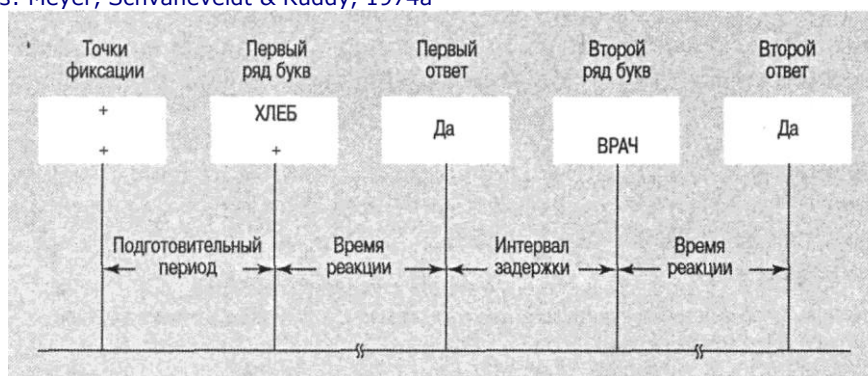 s: Meyer, Schvaneveldt & Ruddy, 1974a
Точки
фиксации
Первый
ряд букв
Первый
ответ
Второй
ряд букв
Второй
ответ
+
+
ХЛЕБ
+
Да
ВРАЧ
Да
Подготовительный
период
Время
реакции
Интервал
задержки
Время
реакции